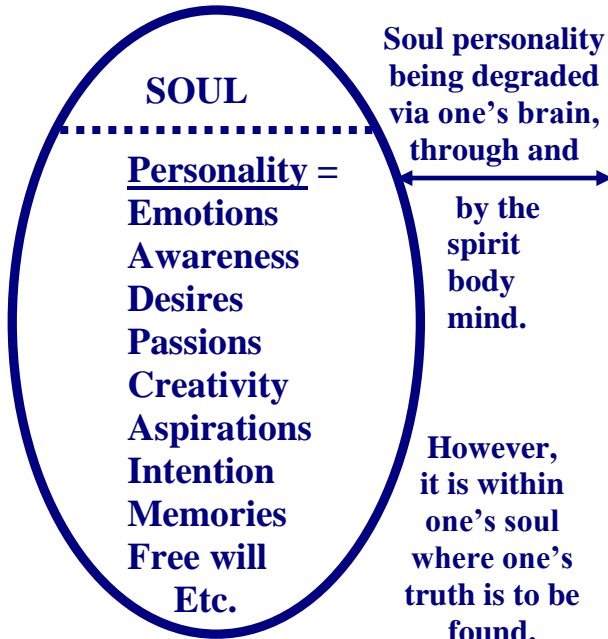 SOUL
Personality =
Emotions
Awareness
Desires
Passions
Creativity
Aspirations
Intention
Memories
Free will
Etc.
Soul personality
being degraded
via one’s brain,
through and
by the
spirit
body
mind.
However,
it is within
one’s soul
where one’s
truth is to be
found.